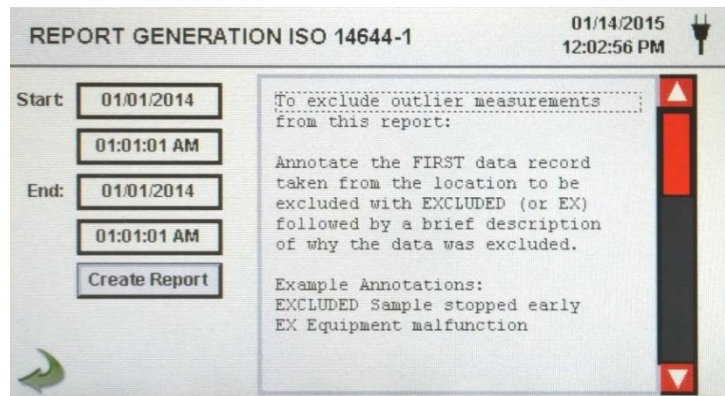 REPORT GENERATION ISO 14644-1
01/14/2015
12:02:56 PM
Start:
01/01/2014
01:01:01 AM
End:
01/01/2014
01:01:01 AM
Create Report
To exclude outlier measurements
from this report:
Annotate the FIRST data record
taken from the location to be
excluded with EXCLUDED (or EX)
followed by a brief description
of why the data was excluded.
Example Annotations:
EXCLUDED Sample stopped early
EX Equipment malfunction